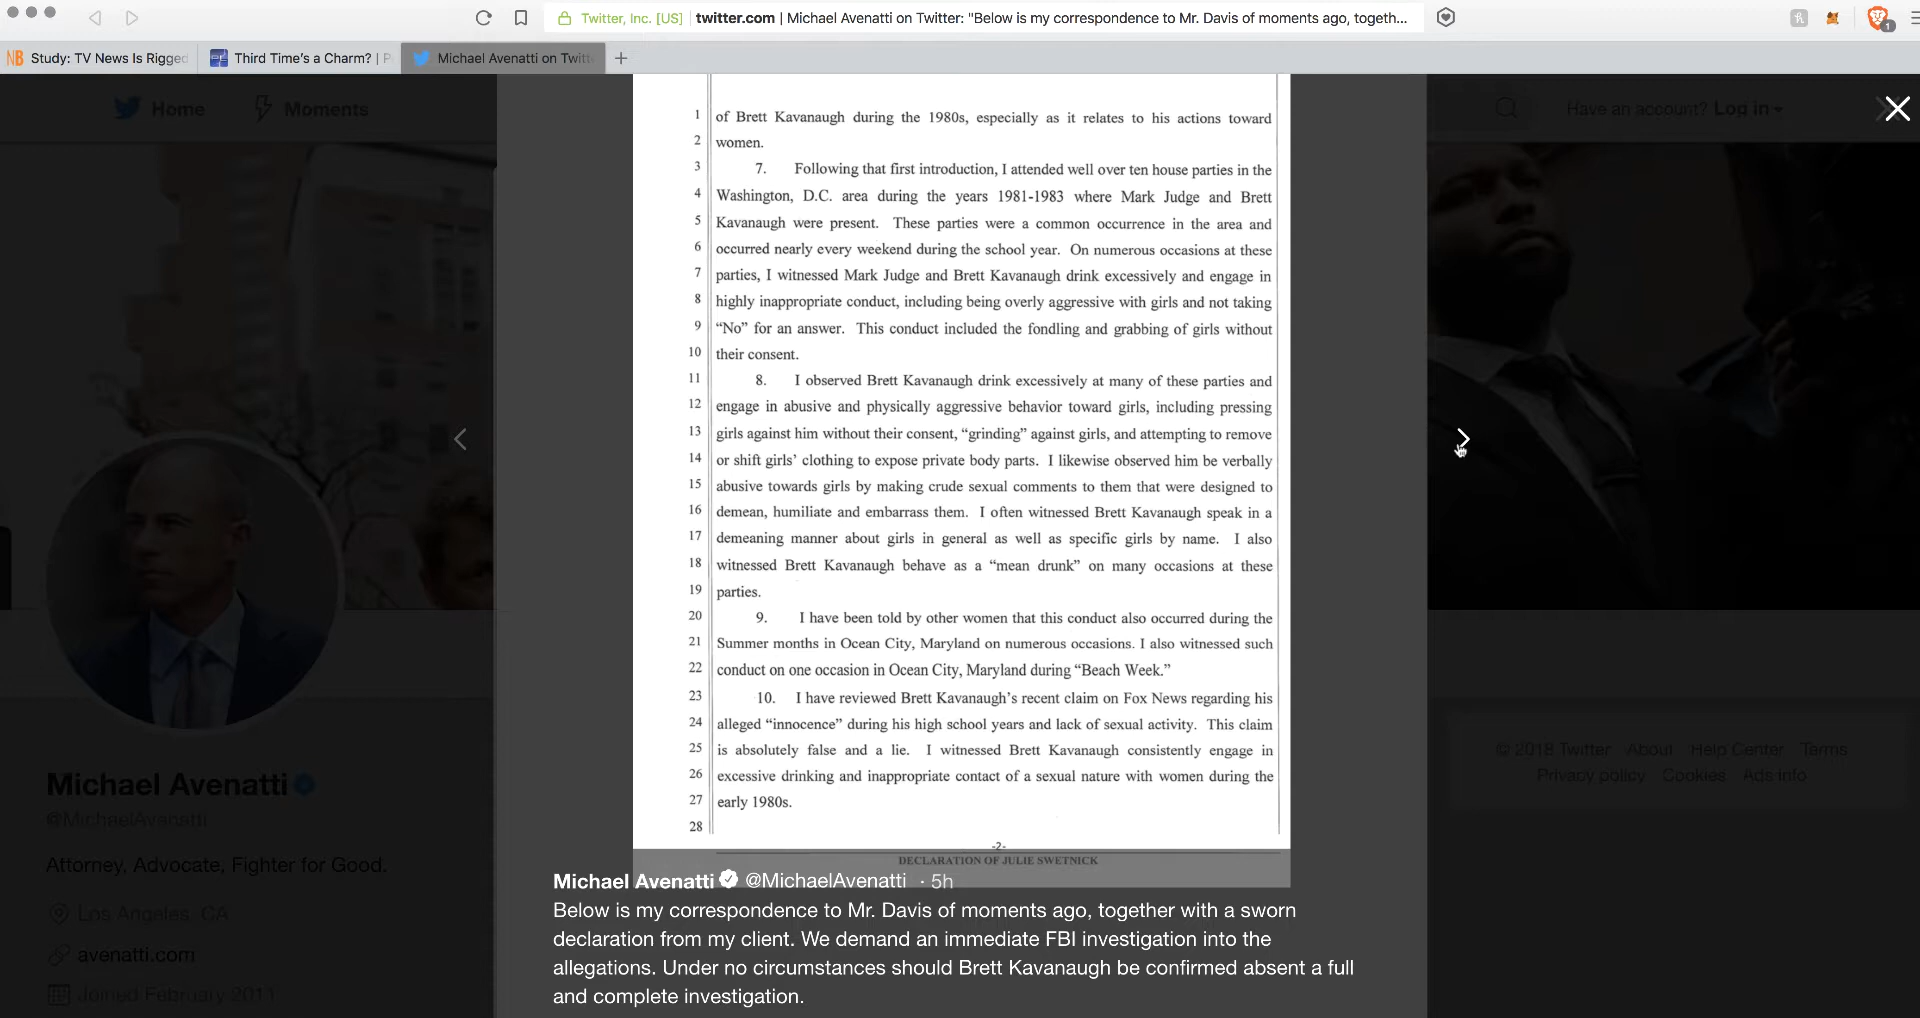 Twitter, Inc. [US] twitter.com | Michael Avenatti on Twitter: "Below is my correspondence to Mr. Davis of moments ago, togeth...
1
NB Study: TV News Is Rigged
Third Time's a Charm? | P
Michael Avenatti on Twitt
Home
Moments
Have an account? Log in
1 of Brett Kavanaugh during the 1980s, especially as it relates to his actions toward
2 women.
3 7. Following that first introduction, I attended well over ten house parties in the
4 Washington, D.C. area during the years 1981-1983 where Mark Judge and Brett
5 Kavanaugh were present. These parties were a common occurrence in the area and
6 occurred nearly every weekend during the school year. On numerous occasions at these
7 parties, I witnessed Mark Judge and Brett Kavanaugh drink excessively and engage in
8 highly inappropriate conduct, including being overly aggressive with girls and not taking
9 “No” for an answer. This conduct included the fondling and grabbing of girls without
10 their consent.
11 8. I observed Brett Kavanaugh drink excessively at many of these parties and
12 engage in abusive and physically aggressive behavior toward girls, including pressing
13 girls against him without their consent, “grinding” against girls, and attempting to remove
14 or shift girls’ clothing to expose private body parts. I likewise observed him be verbally
15 abusive towards girls by making crude sexual comments to them that were designed to
16 demean, humiliate and embarrass them. I often witnessed Brett Kavanaugh speak in a
17 demeaning manner about girls in general as well as specific girls by name. I also
18 witnessed Brett Kavanaugh behave as a “mean drunk” on many occasions at these
19 parties.
20 9. I have been told by other women that this conduct also occurred during the
21 Summer months in Ocean City, Maryland on numerous occasions. I also witnessed such
22 conduct on one occasion in Ocean City, Maryland during “Beach Week.”
23 10. I have reviewed Brett Kavanaugh’s recent claim on Fox News regarding his
24 alleged “innocence” during his high school years and lack of sexual activity. This claim
25 is absolutely false and a lie. I witnessed Brett Kavanaugh consistently engage in
26 excessive drinking and inappropriate contact of a sexual nature with women during the
27 early 1980s.
28
-2-
DECLARATION OF JULIE SWETNICK
Michael Avenatti @MichaelAvenatti · 5h
Below is my correspondence to Mr. Davis of moments ago, together with a sworn
declaration from my client. We demand an immediate FBI investigation into the
allegations. Under no circumstances should Brett Kavanaugh be confirmed absent a full
and complete investigation.
Michael Avenatti
@MichaelAvenatti
Attorney, Advocate, Fighter for Good.
Los Angeles, CA
avenatti.com
Joined February 2011
© 2018 Twitter About Help Center Terms
Privacy policy Cookies Ads info